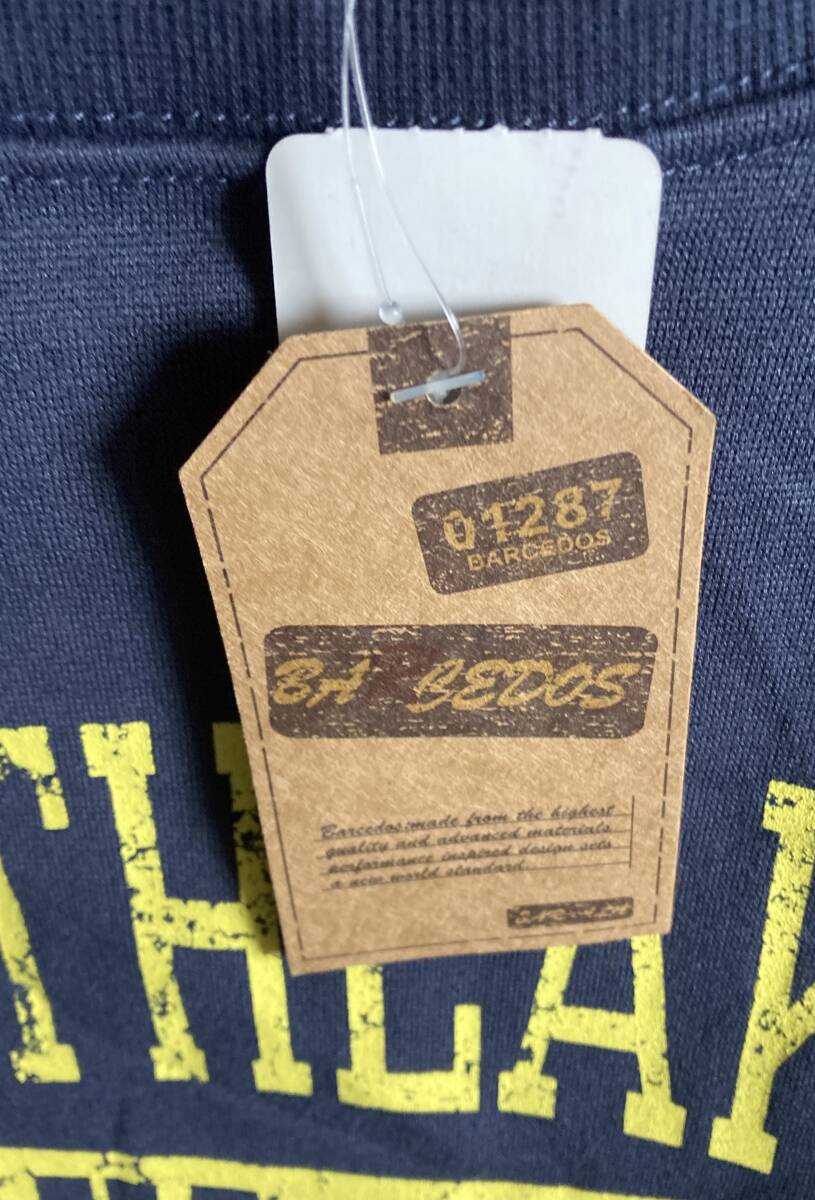 01287
BARCEDOS
BA CEDOS
Barcedos:made from the highest
quality and advanced materials
performance inspired design sets
a new world standard.
THLEA